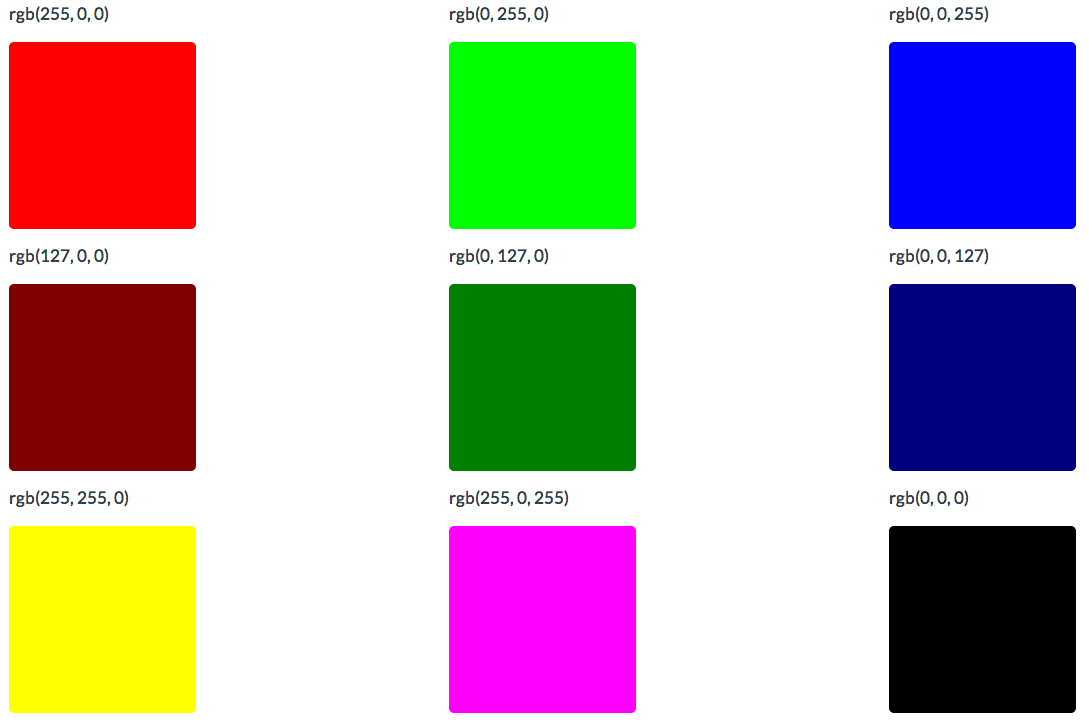 rgb(255, 0, 0)
rgb(0, 255, 0)
rgb(0, 0, 255)
rgb(127, 0, 0)
rgb(0, 127, 0)
rgb(0, 0, 127)
rgb(255, 255, 0)
rgb(255, 0, 255)
rgb(0, 0, 0)